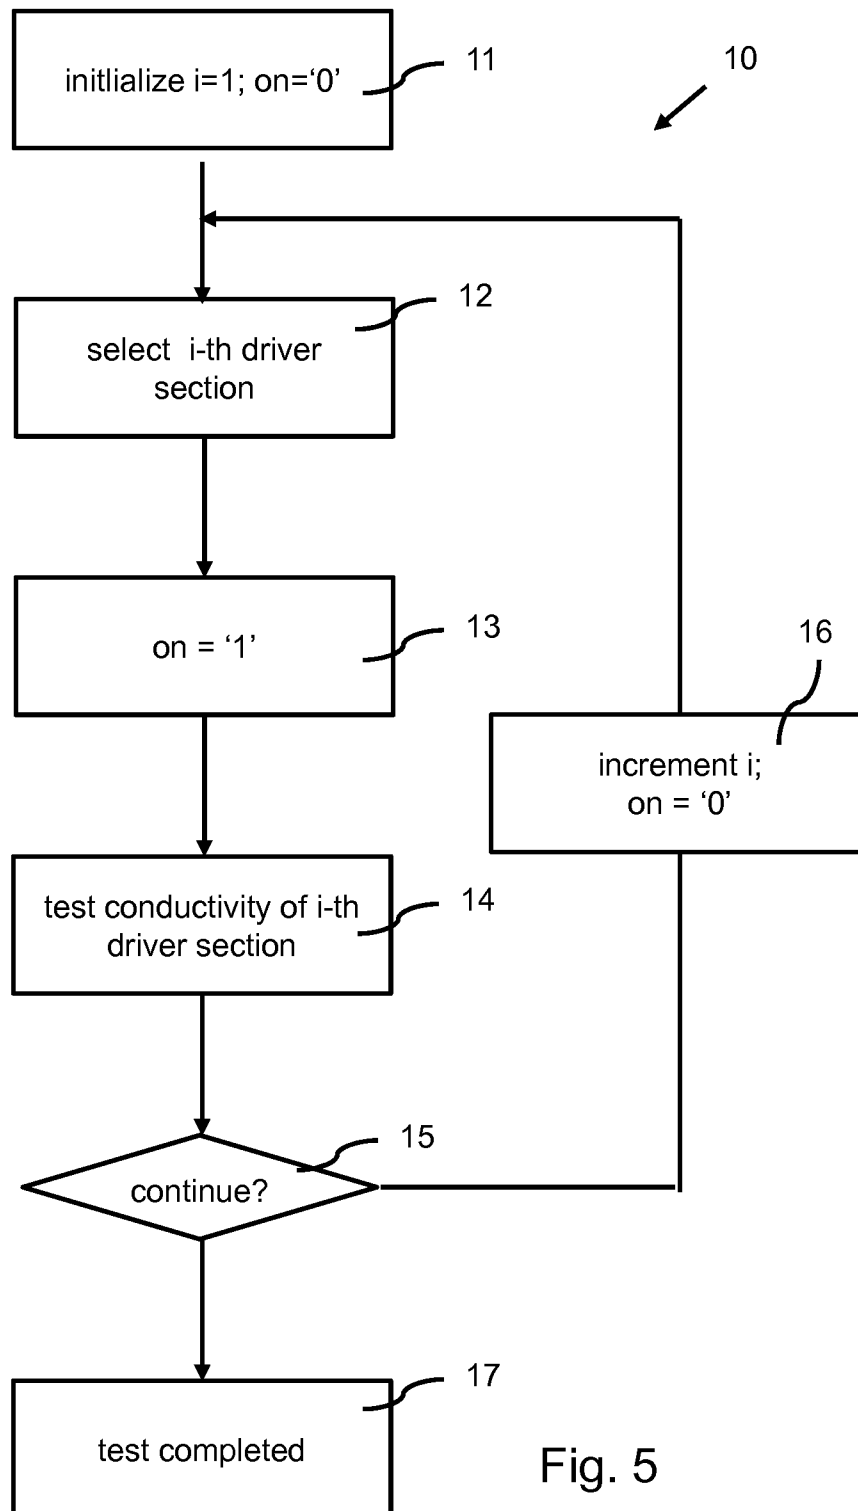 initlialize i=1; on=‘0’
11
10
select i-th driver
section
12
on = ‘1’
13
16
increment i;
on = ‘0’
test conductivity of i-th
driver section
14
continue?
15
test completed
17
Fig. 5